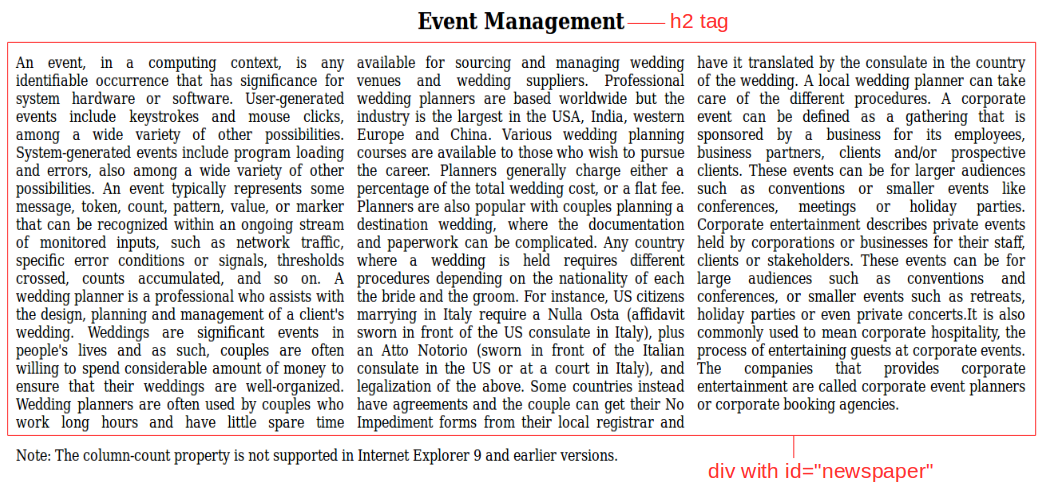 Event Management
h2 tag
An event, in a computing context, is any
identifiable occurrence that has significance for
system hardware or software. User-generated
events include keystrokes and mouse clicks,
among a wide variety of other possibilities.
System-generated events include program loading
and errors, also among a wide variety of other
possibilities. An event typically represents some
message, token, count, pattern, value, or marker
that can be recognized within an ongoing stream
of monitored inputs, such as network traffic,
specific error conditions or signals, thresholds
crossed, counts accumulated, and so on. A
wedding planner is a professional who assists with
the design, planning and management of a client's
wedding. Weddings are significant events in
people's lives and as such, couples are often
willing to spend considerable amount of money to
ensure that their weddings are well-organized.
Wedding planners are often used by couples who
work long hours and have little spare time
available for sourcing and managing wedding
venues and wedding suppliers. Professional
wedding planners are based worldwide but the
industry is the largest in the USA, India, western
Europe and China. Various wedding planning
courses are available to those who wish to pursue
the career. Planners generally charge either a
percentage of the total wedding cost, or a flat fee.
Planners are also popular with couples planning a
destination wedding, where the documentation
and paperwork can be complicated. Any country
where a wedding is held requires different
procedures depending on the nationality of each
the bride and the groom. For instance, US citizens
marrying in Italy require a Nulla Osta (affidavit
sworn in front of the US consulate in Italy), plus
an Atto Notorio (sworn in front of the Italian
consulate in the US or at a court in Italy), and
legalization of the above. Some countries instead
have agreements and the couple can get their No
Impediment forms from their local registrar and
have it translated by the consulate in the country
of the wedding. A local wedding planner can take
care of the different procedures. A corporate
event can be defined as a gathering that is
sponsored by a business for its employees,
business partners, clients and/or prospective
clients. These events can be for larger audiences
such as conventions or smaller events like
conferences, meetings or holiday parties.
Corporate entertainment describes private events
held by corporations or businesses for their staff,
clients or stakeholders. These events can be for
large audiences such as conventions and
conferences, or smaller events such as retreats,
holiday parties or even private concerts.It is also
commonly used to mean corporate hospitality, the
process of entertaining guests at corporate events.
The companies that provides corporate
entertainment are called corporate event planners
or corporate booking agencies.
Note: The column-count property is not supported in Internet Explorer 9 and earlier versions.
div with id="newspaper"